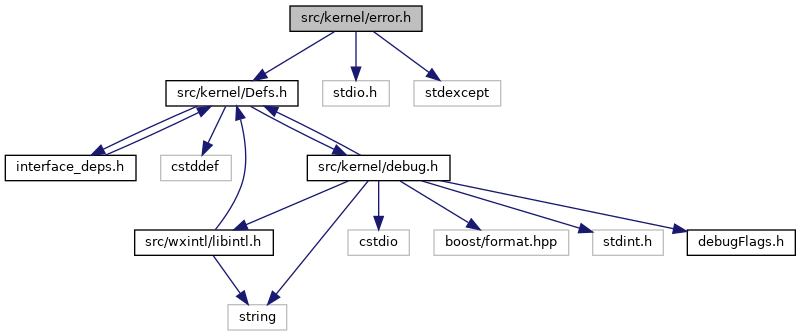 src/kernel/error.h
src/kernel/Defs.h
stdio.h
stdexcept
interface_deps.h
cstddef
src/kernel/debug.h
src/wxintl/libintl.h
cstdio
boost/format.hpp
stdint.h
debugFlags.h
string